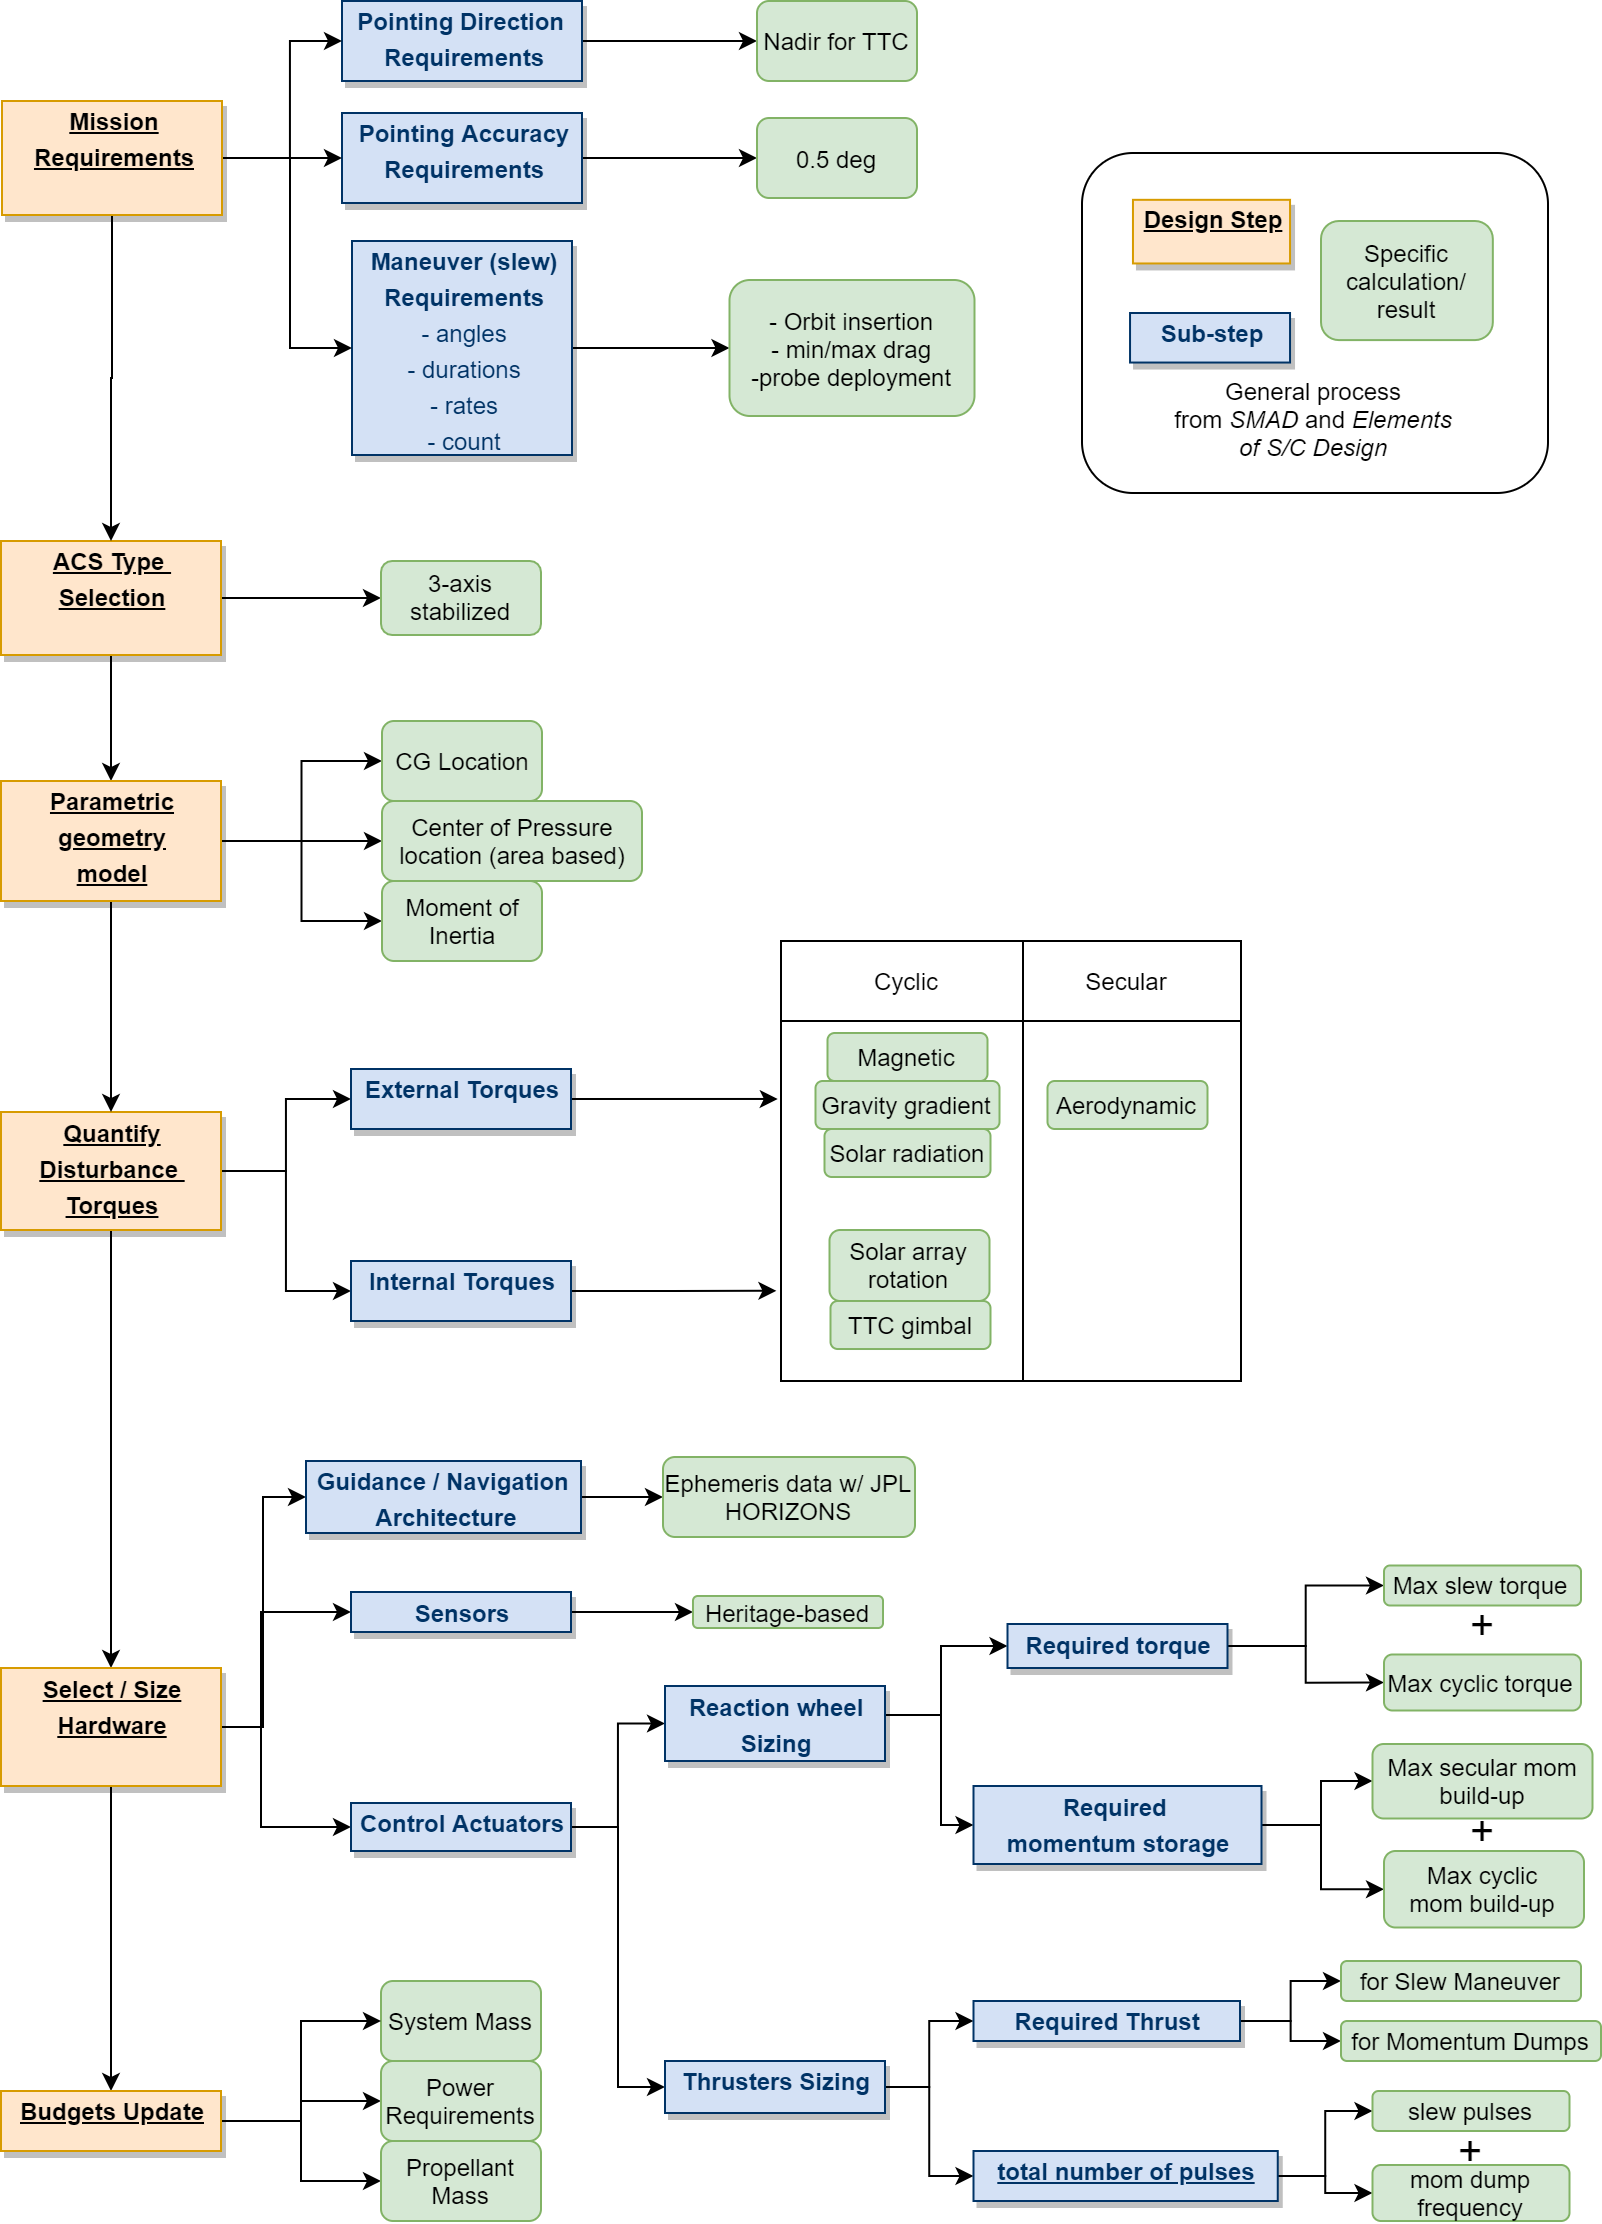 Pointing Direction
Requirements
Nadir for TTC
Mission
Requirements
Pointing Accuracy
Requirements
0.5 deg
Maneuver (slew)
Requirements
- angles
- durations
- rates
- count
- Orbit insertion
- min/max drag
-probe deployment
Design Step
Specific
calculation/
result
Sub-step
General process
from SMAD and Elements
of S/C Design
ACS Type
Selection
3-axis
stabilized
Parametric
geometry
model
CG Location
Center of Pressure
location (area based)
Moment of
Inertia
Cyclic
Secular
Quantify
Disturbance
Torques
External Torques
Magnetic
Gravity gradient
Solar radiation
Aerodynamic
Internal Torques
Solar array
rotation
TTC gimbal
Select / Size
Hardware
Guidance / Navigation
Architecture
Ephemeris data w/ JPL
HORIZONS
Sensors
Heritage-based
Control Actuators
Reaction wheel
Sizing
Required torque
Max slew torque
+
Max cyclic torque
Required
momentum storage
Max secular mom
build-up
+
Max cyclic
mom build-up
Thrusters Sizing
Required Thrust
for Slew Maneuver
for Momentum Dumps
total number of pulses
slew pulses
+
mom dump
frequency
Budgets Update
System Mass
Power
Requirements
Propellant
Mass